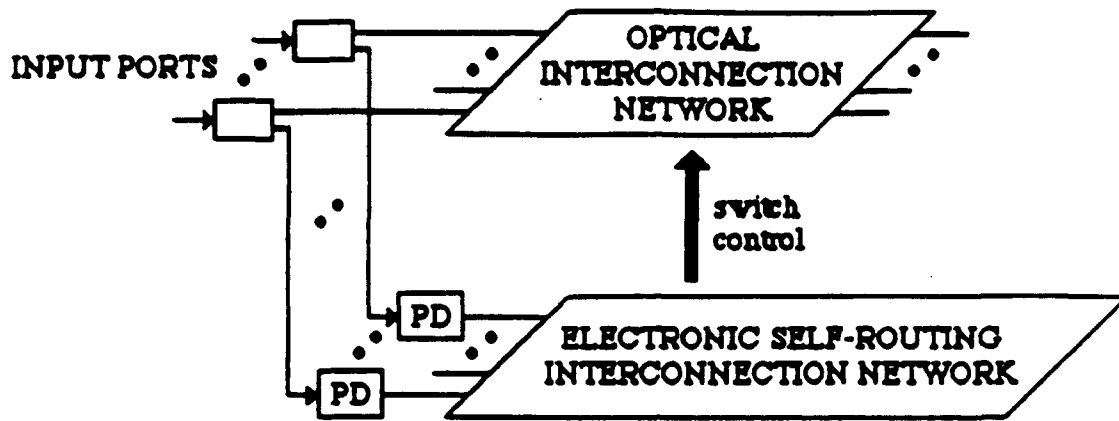 INPUT PORTS
OPTICAL
INTERCONNECTION
NETWORK
switch
control
PD
PD
ELECTRONIC SELF-ROUTING
INTERCONNECTION NETWORK